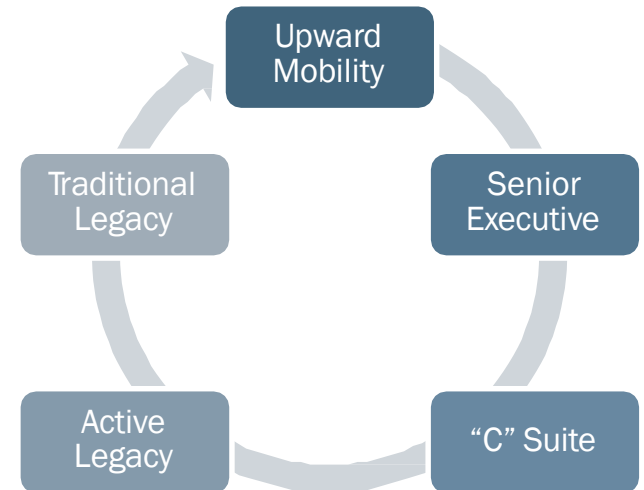 Upward
Mobility
Senior
Executive
“C” Suite
Active
Legacy
Traditional
Legacy